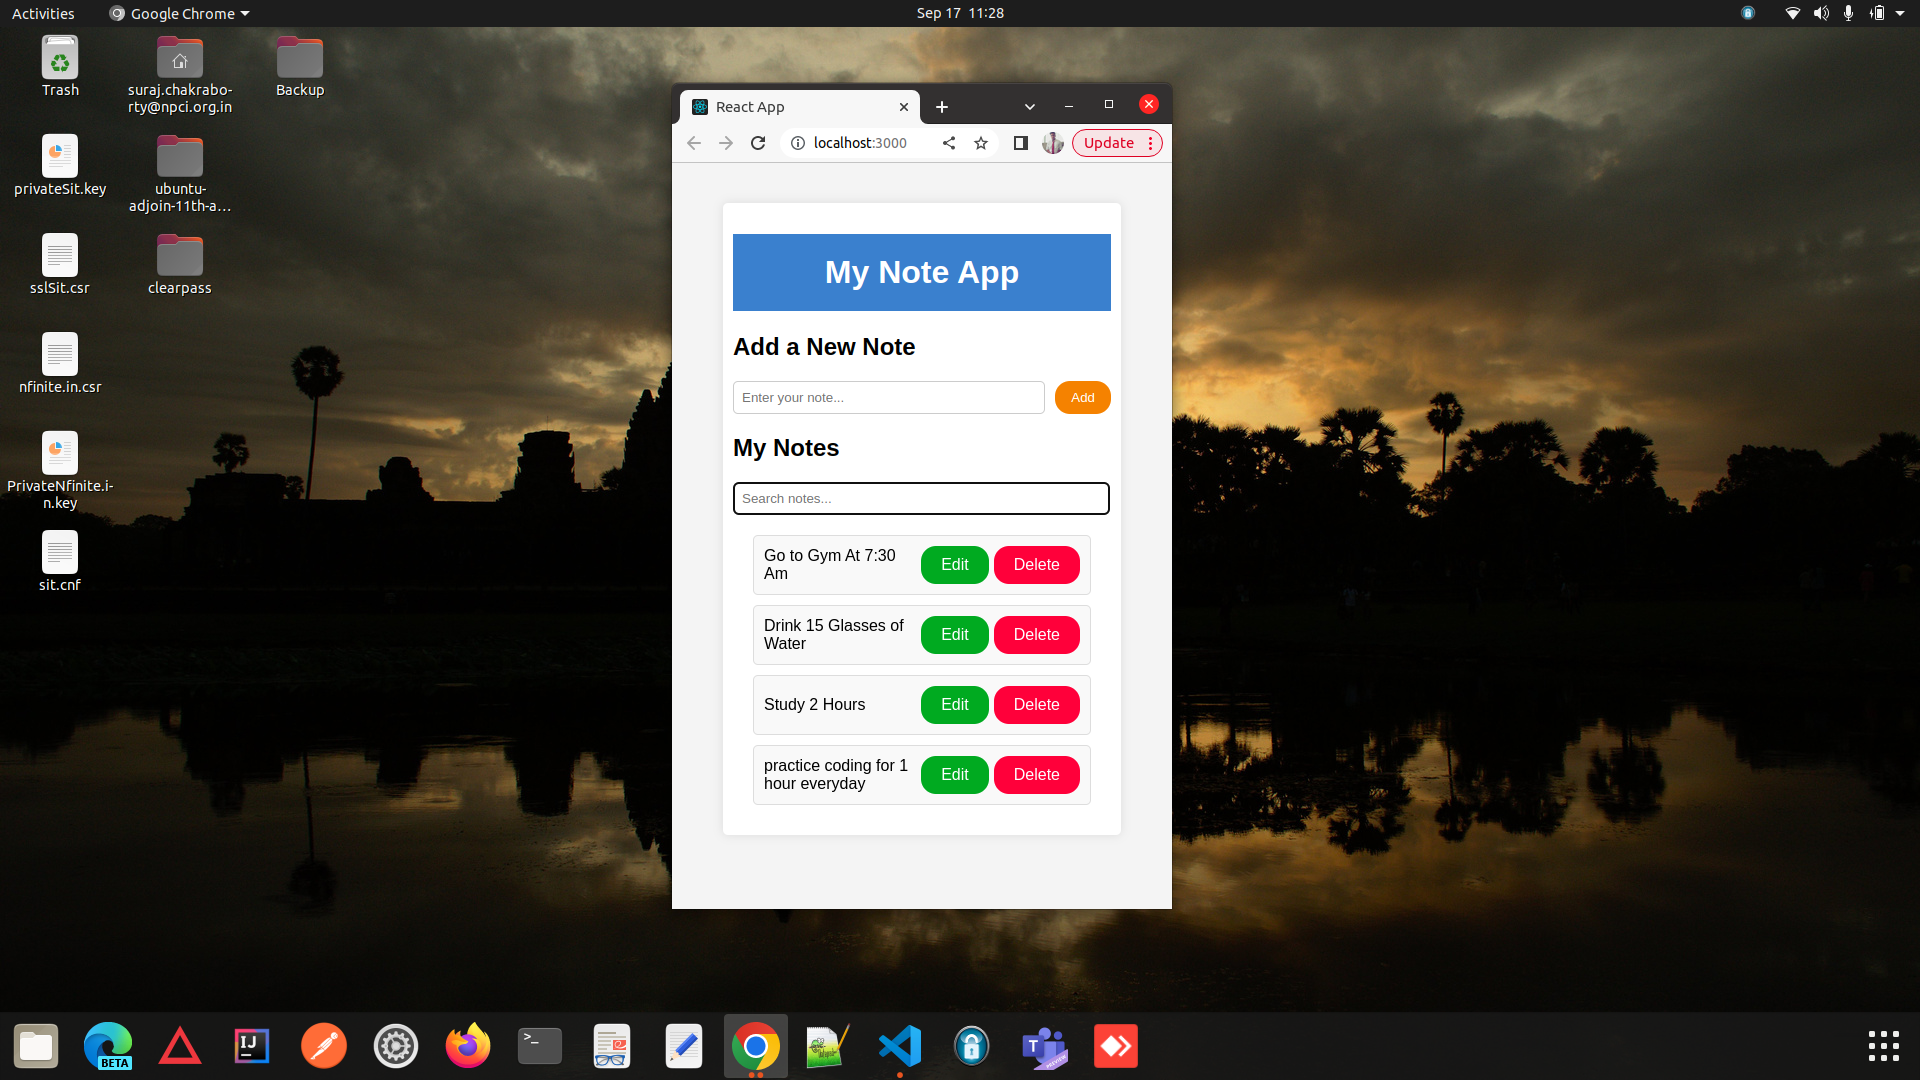 Activities
Google Chrome
Sep 17 11:28
Trash
suraj.chakrabo-
rty@npci.org.in
Backup
privateSit.key
ubuntu-
adjoin-11th-a...
sslSit.csr
clearpass
nfinite.in.csr
PrivateNfinite.i-
n.key
sit.cnf
React App
localhost:3000
Update
My Note App
Add a New Note
Enter your note...
Add
My Notes
Search notes...
Go to Gym At 7:30
Am
Edit
Delete
Drink 15 Glasses of
Water
Edit
Delete
Study 2 Hours
Edit
Delete
practice coding for 1
hour everyday
Edit
Delete
BETA
IJ
>_
T